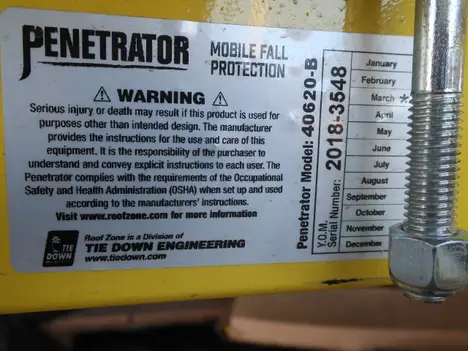 PENETRATOR
MOBILE FALL
PROTECTION
⚠ WARNING ⚠
Serious injury or death may result if this product is used for
purposes other than intended design. The manufacturer
provides the instructions for the use and care of this
equipment. It is the responsibility of the purchaser to
understand and convey explicit instructions to each user. The
Penetrator complies with the requirements of the Occupational
Safety and Health Administration (OSHA) when set up and used
according to the manufacturers' instructions.
Visit www.roofzone.com for more information
TIE
DOWN
Roof Zone is a Division of
TIE DOWN ENGINEERING
www.tiedown.com
Penetrator Model: 40620-B
Y.O.M.
Serial Number: 2018-3548
January
February
March *
April
May
June
July
August
September
October
November
December